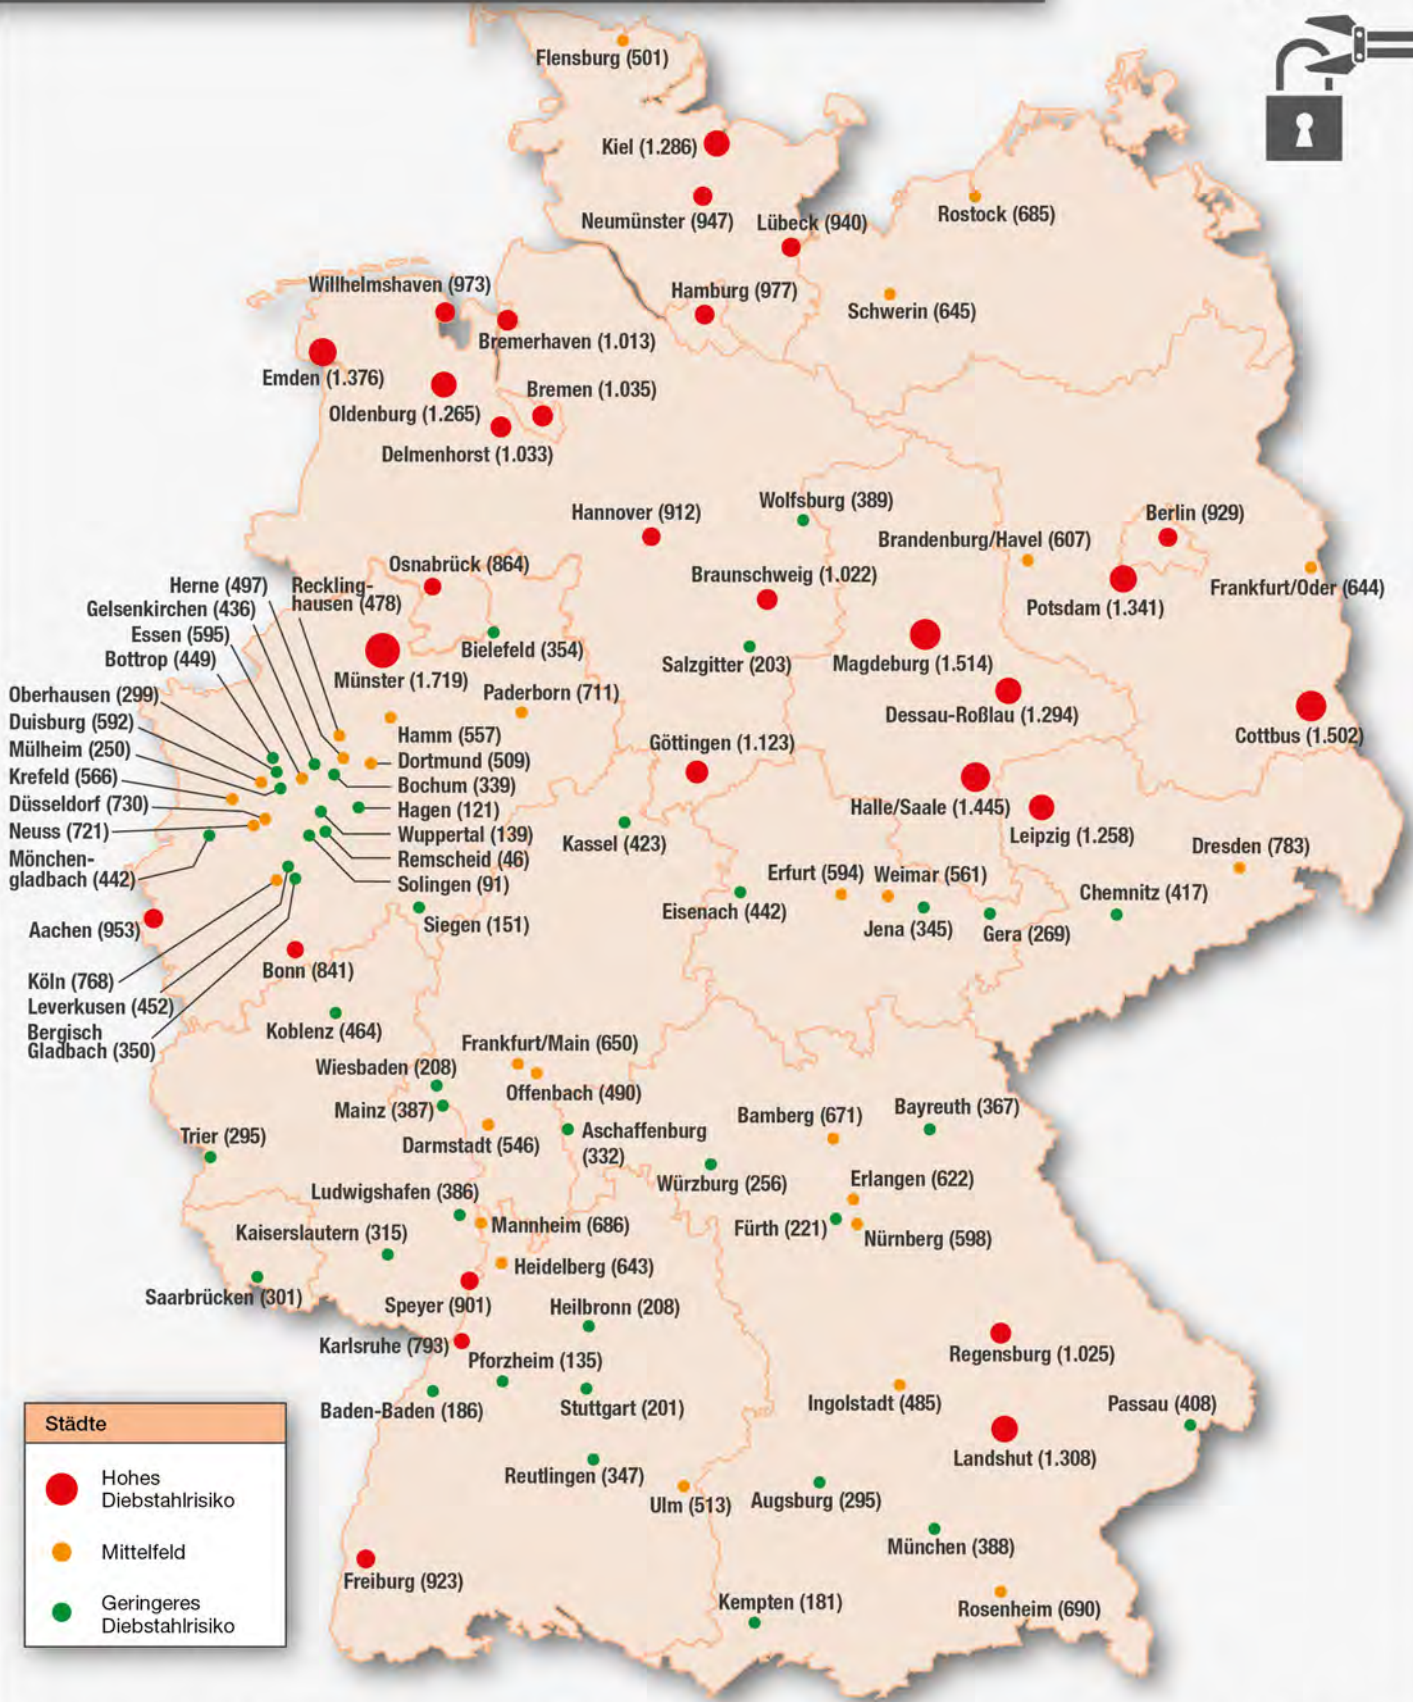 Flensburg (501)
Kiel (1.286)
Neumünster (947)
Lübeck (940)
Rostock (685)
Willhelmshaven (973)
Hamburg (977)
Schwerin (645)
Bremerhaven (1.013)
Emden (1.376)
Bremen (1.035)
Oldenburg (1.265)
Delmenhorst (1.033)
Wolfsburg (389)
Hannover (912)
Berlin (929)
Brandenburg/Havel (607)
Osnabrück (864)
Braunschweig (1.022)
Frankfurt/Oder (644)
Potsdam (1.341)
Herne (497)
Reckling-
hausen (478)
Gelsenkirchen (436)
Essen (595)
Bottrop (449)
Bielefeld (354)
Salzgitter (203)
Magdeburg (1.514)
Münster (1.719)
Paderborn (711)
Oberhausen (299)
Duisburg (592)
Mülheim (250)
Krefeld (566)
Düsseldorf (730)
Neuss (721)
Mönchen-
gladbach (442)
Dessau-Roßlau (1.294)
Cottbus (1.502)
Hamm (557)
Dortmund (509)
Bochum (339)
Hagen (121)
Wuppertal (139)
Remscheid (46)
Solingen (91)
Göttingen (1.123)
Halle/Saale (1.445)
Leipzig (1.258)
Kassel (423)
Dresden (783)
Erfurt (594)
Weimar (561)
Chemnitz (417)
Eisenach (442)
Jena (345)
Gera (269)
Siegen (151)
Aachen (953)
Bonn (841)
Köln (768)
Leverkusen (452)
Bergisch
Gladbach (350)
Koblenz (464)
Frankfurt/Main (650)
Wiesbaden (208)
Offenbach (490)
Mainz (387)
Darmstadt (546)
Aschaffenburg
(332)
Bamberg (671)
Bayreuth (367)
Trier (295)
Würzburg (256)
Erlangen (622)
Ludwigshafen (386)
Mannheim (686)
Fürth (221)
Nürnberg (598)
Kaiserslautern (315)
Heidelberg (643)
Saarbrücken (301)
Speyer (901)
Heilbronn (208)
Karlsruhe (793)
Pforzheim (135)
Regensburg (1.025)
Baden-Baden (186)
Stuttgart (201)
Ingolstadt (485)
Passau (408)
Landshut (1.308)
Reutlingen (347)
Ulm (513)
Augsburg (295)
München (388)
Freiburg (923)
Kempten (181)
Rosenheim (690)
Städte
Hohes
Diebstahlrisiko
Mittelfeld
Geringeres
Diebstahlrisiko